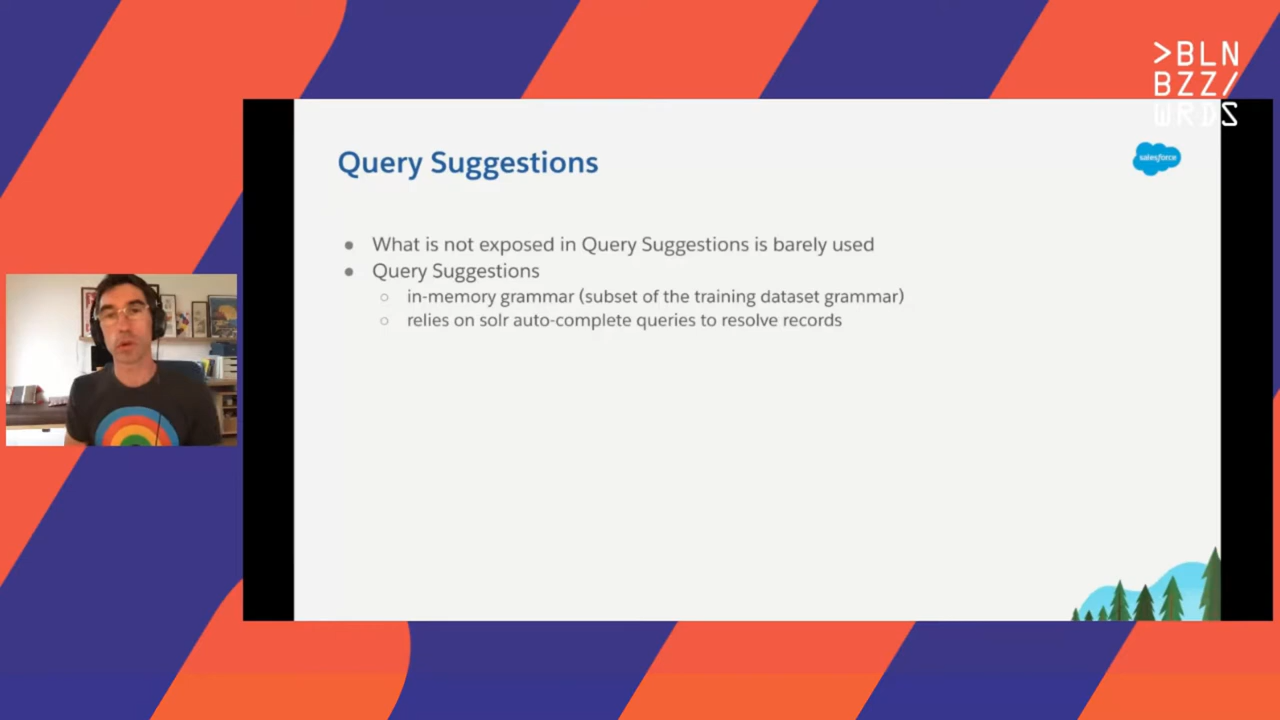 >BLN
BZZ/
WRDS
Query Suggestions
salesforce
What is not exposed in Query Suggestions is barely used
Query Suggestions
in-memory grammar (subset of the training dataset grammar)
relies on solr auto-complete queries to resolve records